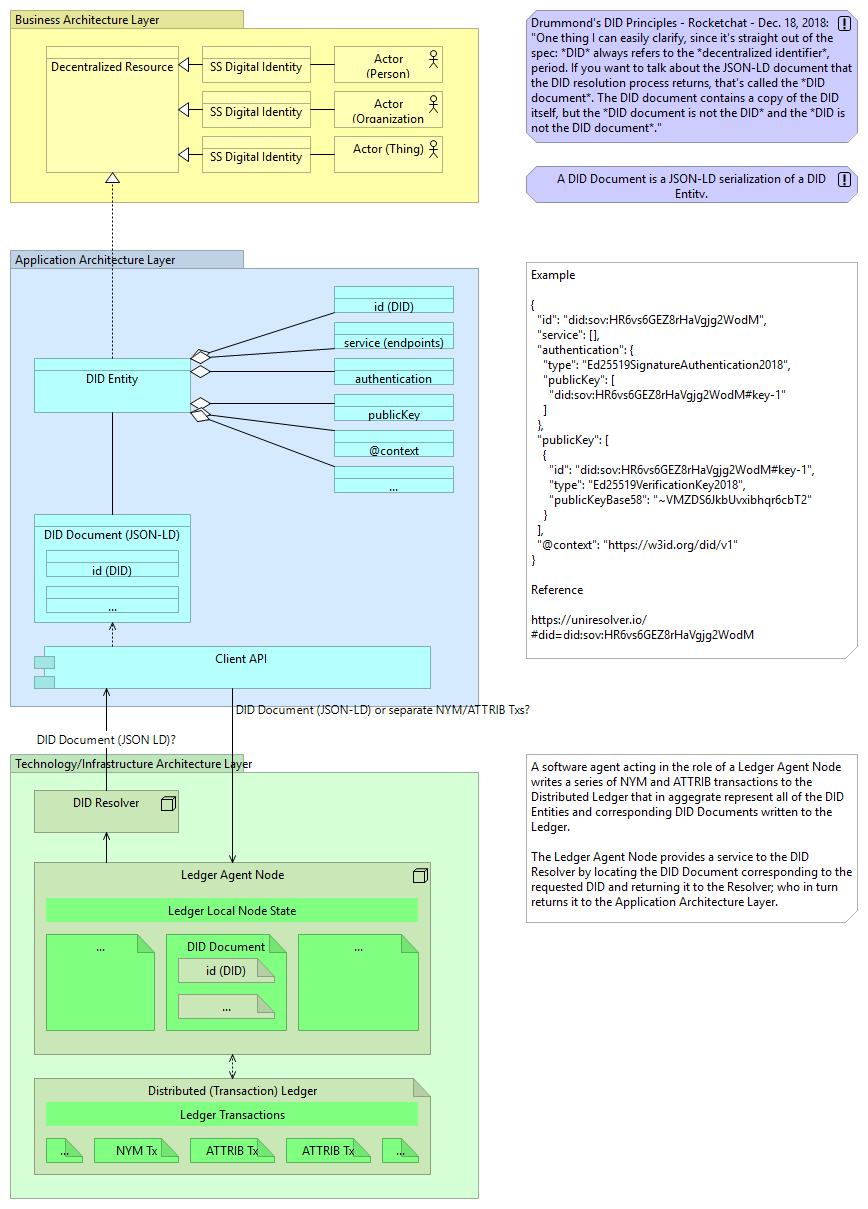 Business Architecture Layer
Decentralized Resource
SS Digital Identity
Actor
(Person)
SS Digital Identity
Actor
(Organization
SS Digital Identity
Actor (Thing)
Drummond's DID Principles - Rocketchat - Dec. 18, 2018:
"One thing I can easily clarify, since it's straight out of the
spec: *DID* always refers to the *decentralized identifier*,
period. If you want to talk about the JSON-LD document that
the DID resolution process returns, that's called the *DID
document*. The DID document contains a copy of the DID
itself, but the *DID document is not the DID* and the *DID is
not the DID document*."
A DID Document is a JSON-LD serialization of a DID
Entity.
Application Architecture Layer
id (DID)
service (endpoints)
DID Entity
authentication
publicKey
@context
...
DID Document (JSON-LD)
id (DID)
...
Client API
Example
{
"id": "did:sov:HR6vs6GEZ8rHaVgjg2WodM",
"service": [],
"authentication": {
"type": "Ed25519SignatureAuthentication2018",
"publicKey": [
"did:sov:HR6vs6GEZ8rHaVgjg2WodM#key-1"
]
},
"publicKey": [
{
"id": "did:sov:HR6vs6GEZ8rHaVgjg2WodM#key-1",
"type": "Ed25519VerificationKey2018",
"publicKeyBase58": "~VMZDS6JkbUvxibhqr6cbT2"
}
],
"@context": "https://w3id.org/did/v1"
}
Reference
https://uniresolver.io/
#did=did:sov:HR6vs6GEZ8rHaVgjg2WodM
DID Document (JSON-LD) or separate NYM/ATTRIB Txs?
DID Document (JSON LD)?
Technology/Infrastructure Architecture Layer
DID Resolver
Ledger Agent Node
Ledger Local Node State
...
DID Document
id (DID)
...
...
Distributed (Transaction) Ledger
Ledger Transactions
...
NYM Tx
ATTRIB Tx
ATTRIB Tx
...
A software agent acting in the role of a Ledger Agent Node
writes a series of NYM and ATTRIB transactions to the
Distributed Ledger that in aggegrate represent all of the DID
Entities and corresponding DID Documents written to the
Ledger.
The Ledger Agent Node provides a service to the DID
Resolver by locating the DID Document corresponding to the
requested DID and returning it to the Resolver; who in turn
returns it to the Application Architecture Layer.